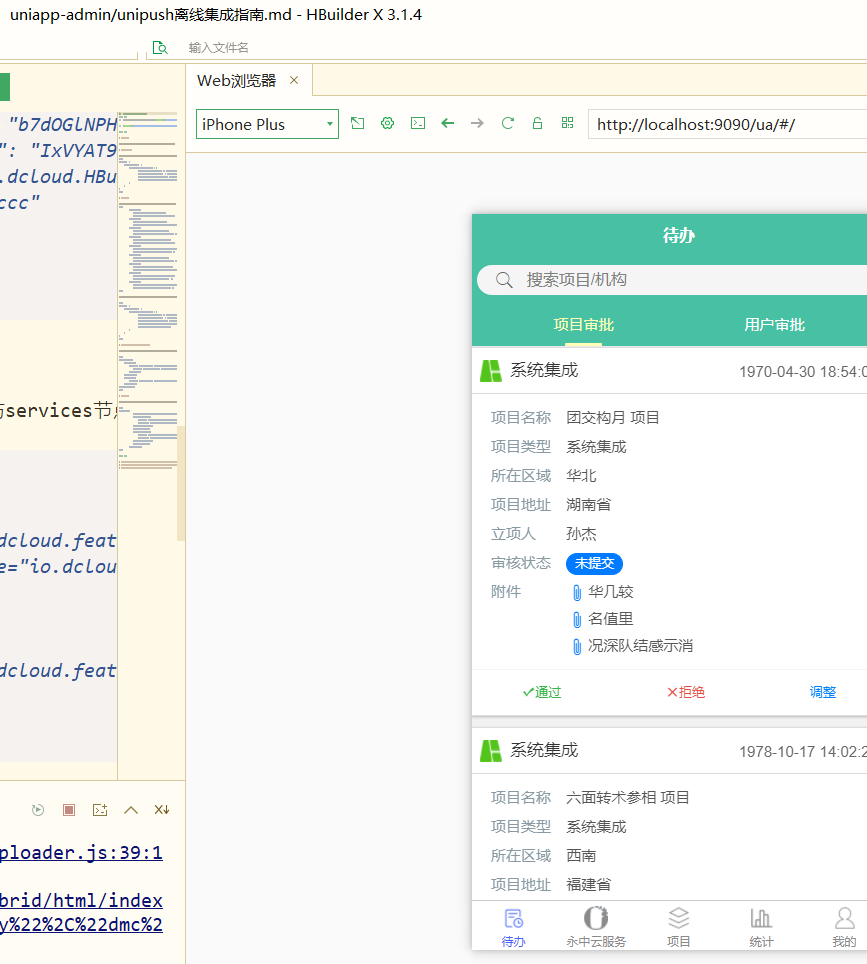 uniapp-admin/unipush离线集成指南.md - HBuilder X 3.1.4
输入文件名
"b7dOGlNPH
": "IxVYAT9
.dcloud.HBu
ccc"
services节
dcloud.feat
e="io.dclou
dcloud.feat
ploader.js:39:1
brid/html/index
y%22%2C%22dmc%2
Web浏览器
iPhone Plus
http://localhost:9090/ua/#/
待办
搜索项目/机构
项目审批 用户审批
系统集成 1970-04-30 18:54:0
项目名称 团交构月 项目
项目类型 系统集成
所在区域 华北
项目地址 湖南省
立项人 孙杰
审核状态 未提交
附件 华几较
名值里
况深队结感示消
通过 拒绝 调整
系统集成 1978-10-17 14:02:2
项目名称 六面转术参相 项目
项目类型 系统集成
所在区域 西南
项目地址 福建省
待办 永中云服务 项目 统计 我的